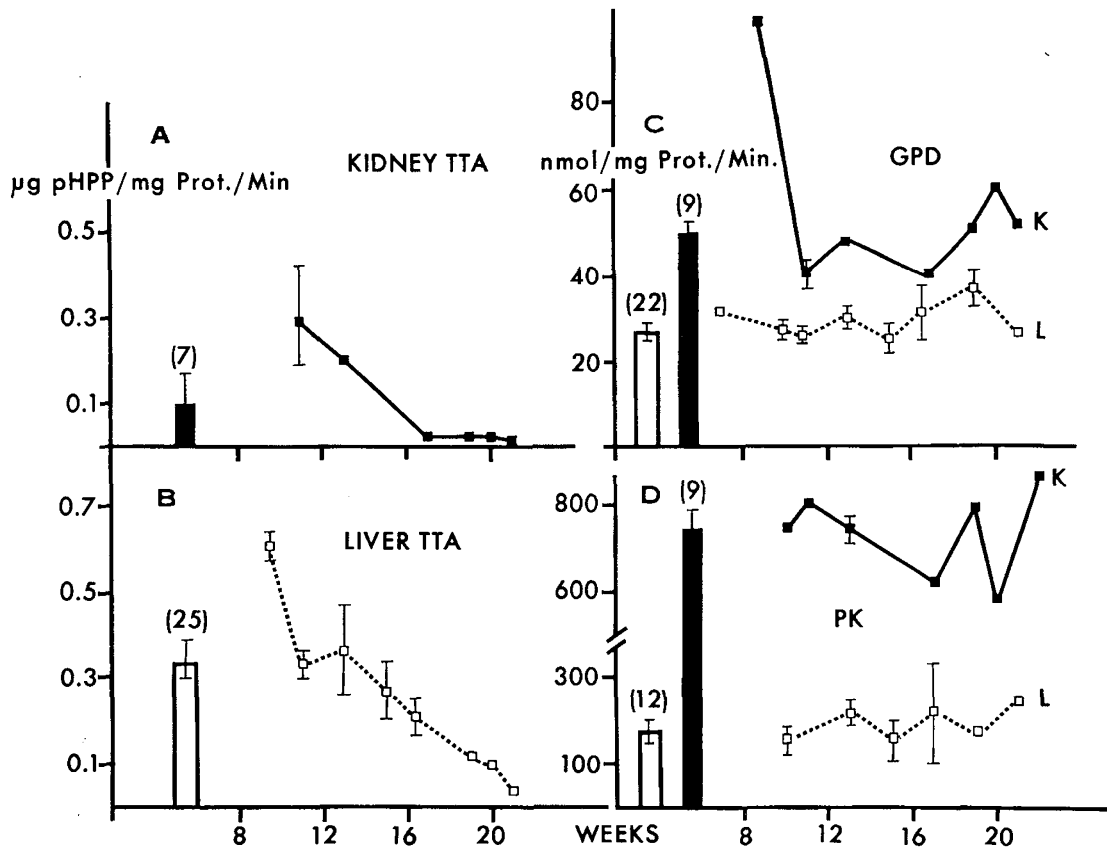 A
KIDNEY TTA
µg pHPP/mg Prot./Min
0.5
0.3
0.1
(7)
B
LIVER TTA
0.7
0.5
0.3
0.1
(25)
8 12 16 20
C
GPD
nmol/mg Prot./Min.
80
60
40
20
(22)
(9)
K
L
D
PK
800
600
300
100
(12)
(9)
K
L
WEEKS
8 12 16 20